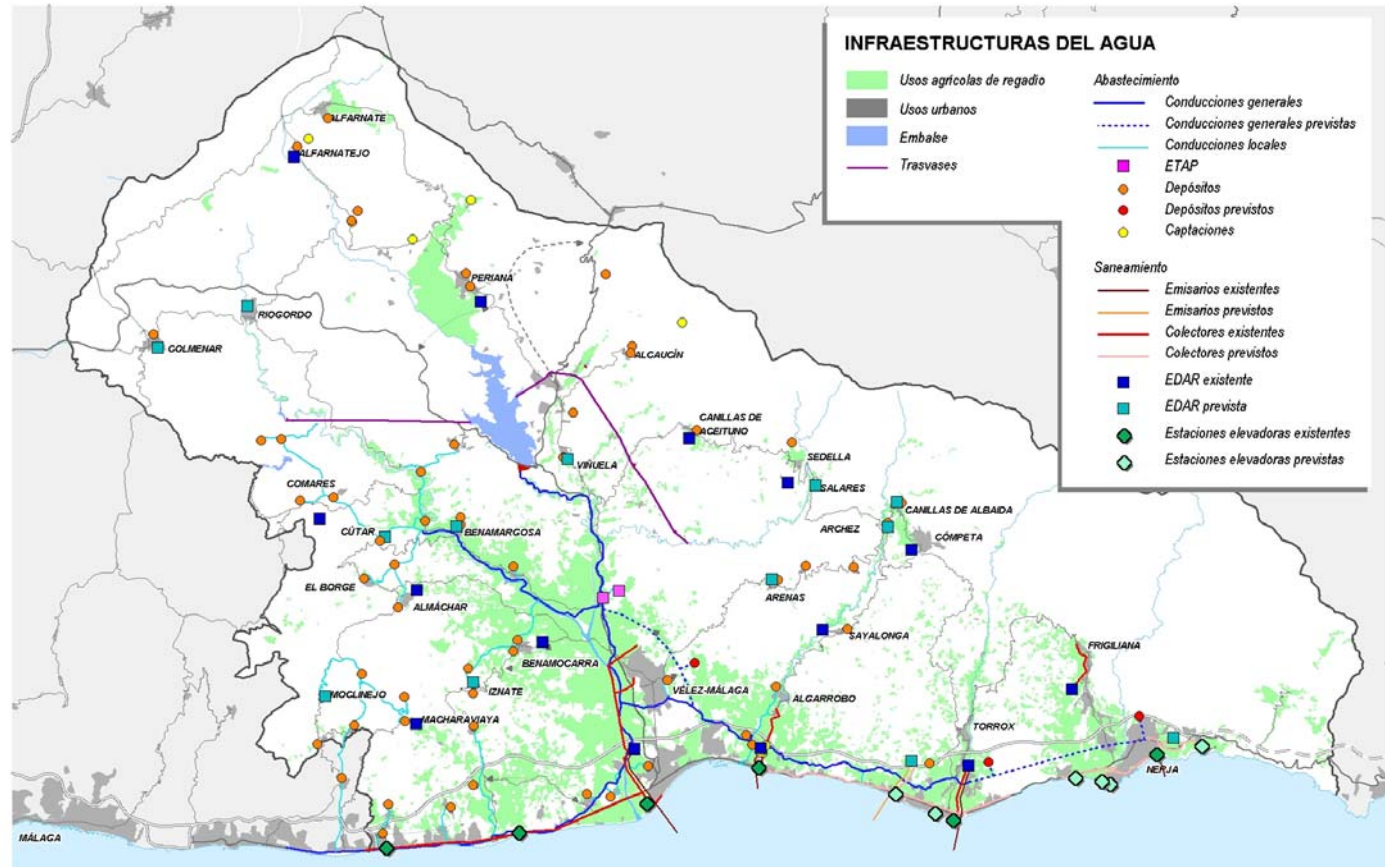 INFRAESTRUCTURAS DEL AGUA
Usos agrícolas de regadio
Usos urbanos
Embalse
Trasvases
Abastecimiento
Conducciones generales
Conducciones generales previstas
Conducciones locales
ETAP
Depósitos
Depósitos previstos
Captaciones
Saneamiento
Emisarios existentes
Emisarios previstos
Colectores existentes
Colectores previstos
EDAR existente
EDAR prevista
Estaciones elevadoras existentes
Estaciones elevadoras previstas
ALFARNATE
ALFARNATEJO
PERIANA
RIOGORDO
COLMENAR
ALCAUCÍN
CANILLAS DE
ACEITUNO
SEDELLA
VIÑUELA
SALARES
COMARES
CANILLAS DE ALBAIDA
ARCHEZ
CÚTAR
BENAMARGOSA
CÓMPETA
EL BORGE
ARENAS
ALMÁCHAR
SAYALONGA
BENAMOCARRA
FRIGILIANA
MOCLINEJO
IZNATE
VÉLEZ-MÁLAGA
ALGARROBO
MACHARAVIAYA
TORROX
NERJA
MÁLAGA